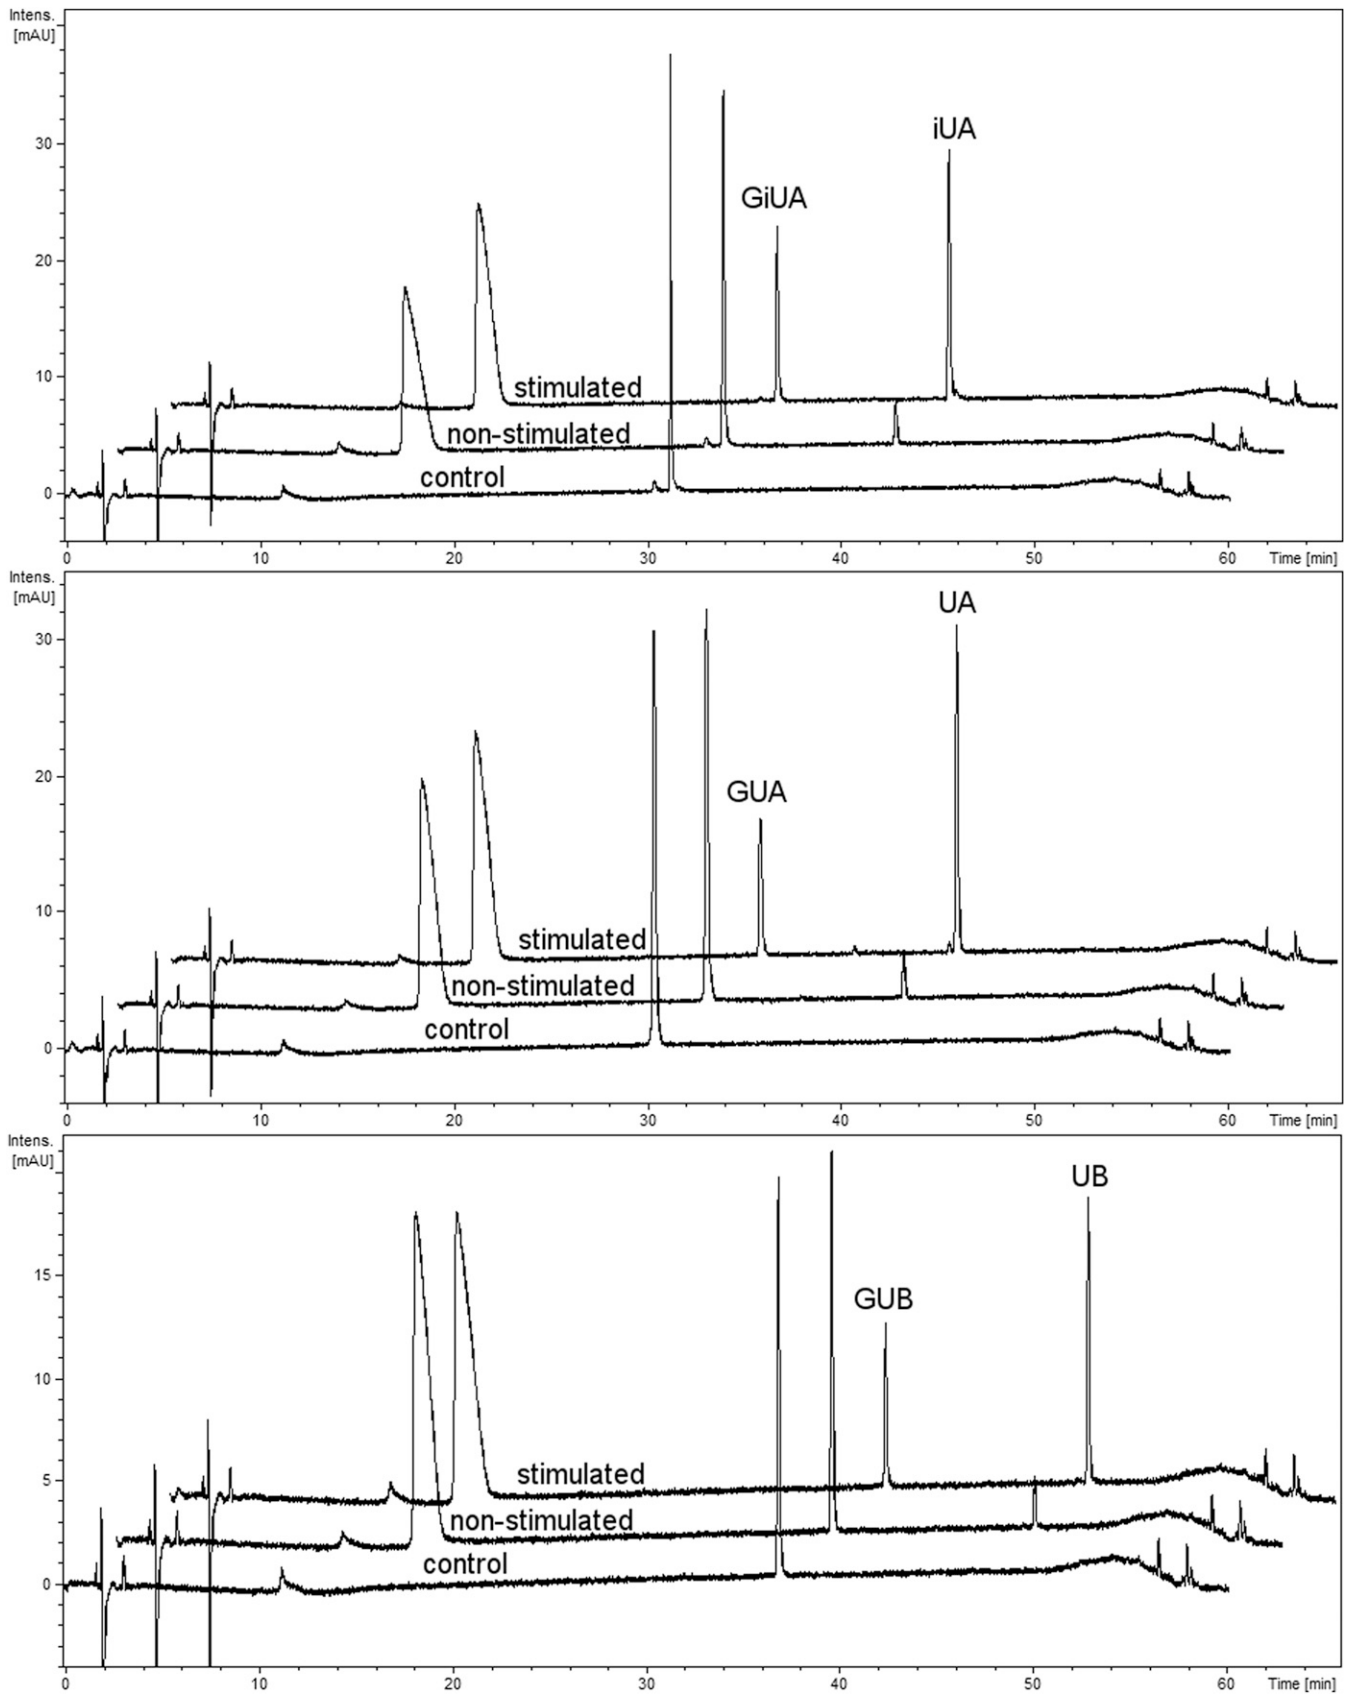 Intens.
[mAU]
iUA
30
GiUA
20
10
stimulated
non-stimulated
control
0
0 10 20 30 40 50 60 Time [min]
Intens.
[mAU]
UA
30
20
GUA
10
stimulated
non-stimulated
control
0
0 10 20 30 40 50 60 Time [min]
Intens.
[mAU]
UB
15
GUB
10
5
stimulated
non-stimulated
control
0
0 10 20 30 40 50 60 Time [min]